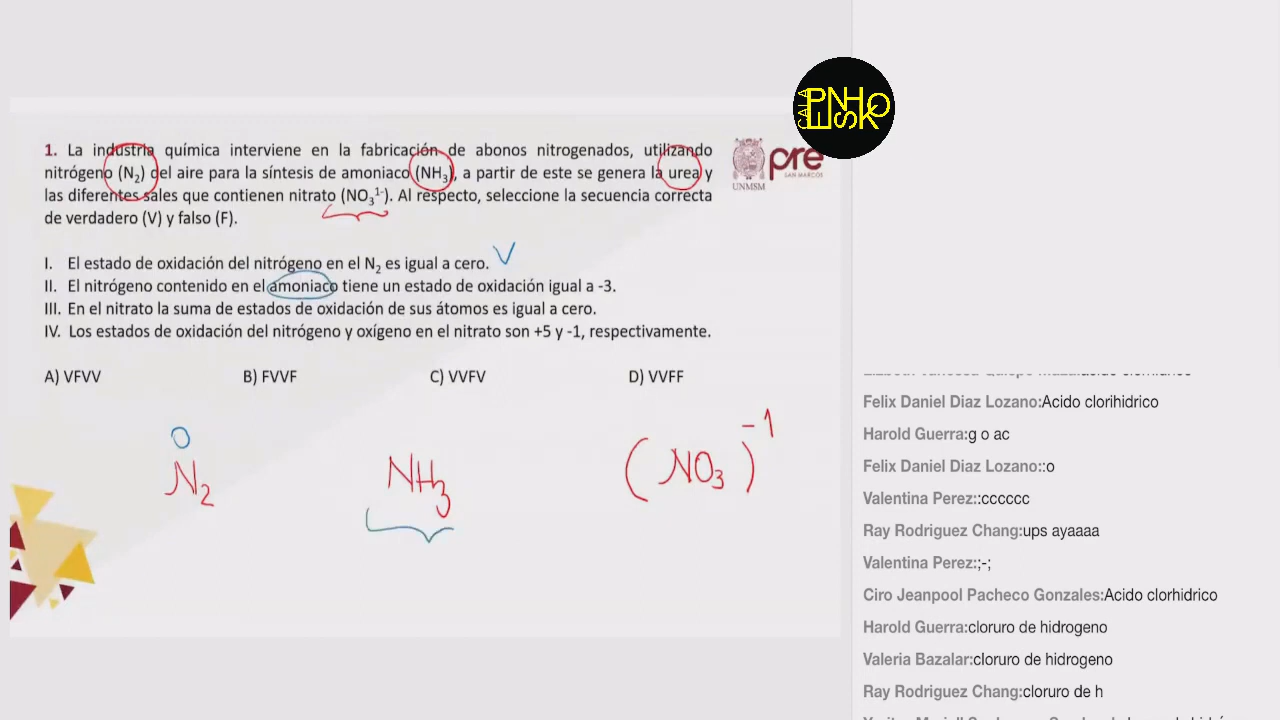 CALA
PENHOESSK
1. La industria química interviene en la fabricación de abonos nitrogenados, utilizando
nitrógeno (N₂) del aire para la síntesis de amoniaco (NH₃), a partir de este se genera la urea y
las diferentes sales que contienen nitrato (NO₃¹⁻). Al respecto, seleccione la secuencia correcta
de verdadero (V) y falso (F).
UNMSM
pre
SAN MARCOS
I. El estado de oxidación del nitrógeno en el N₂ es igual a cero. V
II. El nitrógeno contenido en el amoniaco tiene un estado de oxidación igual a -3.
III. En el nitrato la suma de estados de oxidación de sus átomos es igual a cero.
IV. Los estados de oxidación del nitrógeno y oxígeno en el nitrato son +5 y -1, respectivamente.
A) VFVV B) FVVF C) VVFV D) VVFF
0
N₂ NH₃ (NO₃)⁻¹
Felix Daniel Diaz Lozano:Acido clorihidrico
Harold Guerra:g o ac
Felix Daniel Diaz Lozano::o
Valentina Perez::cccccc
Ray Rodriguez Chang:ups ayaaaa
Valentina Perez:;-;
Ciro Jeanpool Pacheco Gonzales:Acido clorhidrico
Harold Guerra:cloruro de hidrogeno
Valeria Bazalar:cloruro de hidrogeno
Ray Rodriguez Chang:cloruro de h